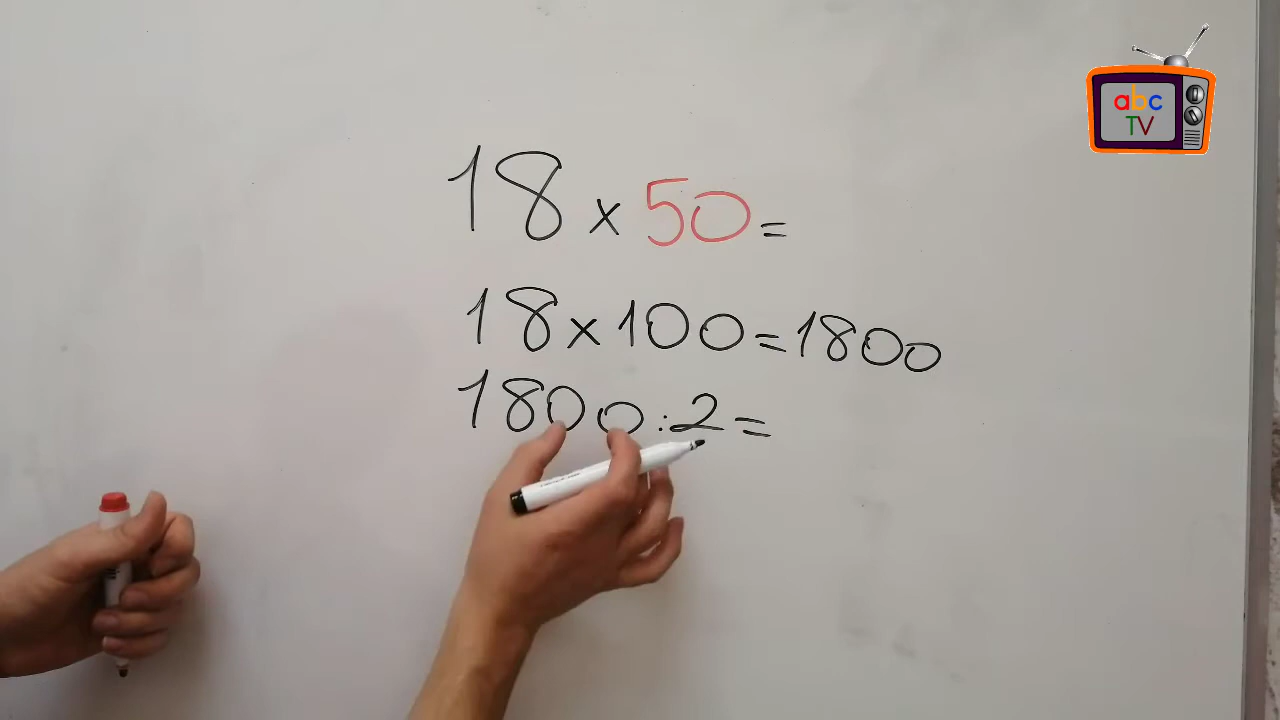 abc
TV
18 x 50 =
18 x 100 = 1800
1800 : 2 =